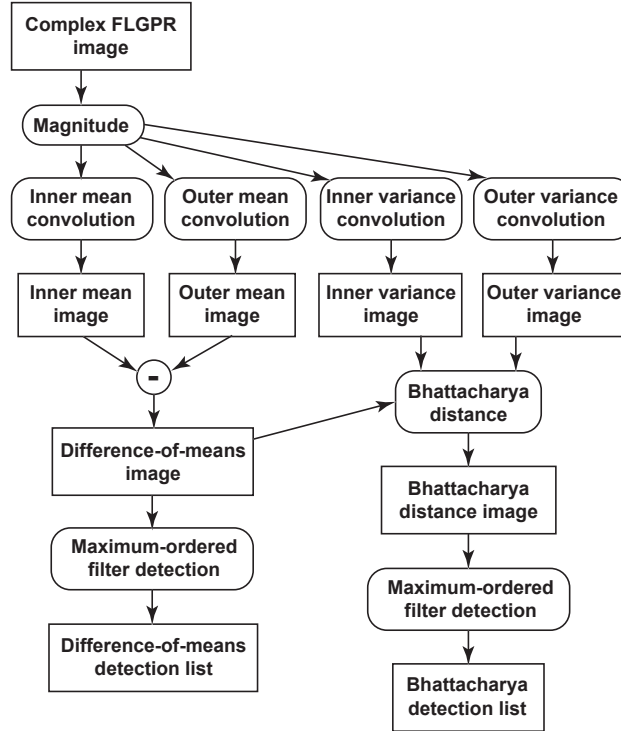 Complex FLGPR
image
Magnitude
Inner mean
convolution
Outer mean
convolution
Inner variance
convolution
Outer variance
convolution
Inner mean
image
Outer mean
image
Inner variance
image
Outer variance
image
-
Bhattacharya
distance
Difference-of-means
image
Bhattacharya
distance image
Maximum-ordered
filter detection
Maximum-ordered
filter detection
Difference-of-means
detection list
Bhattacharya
detection list